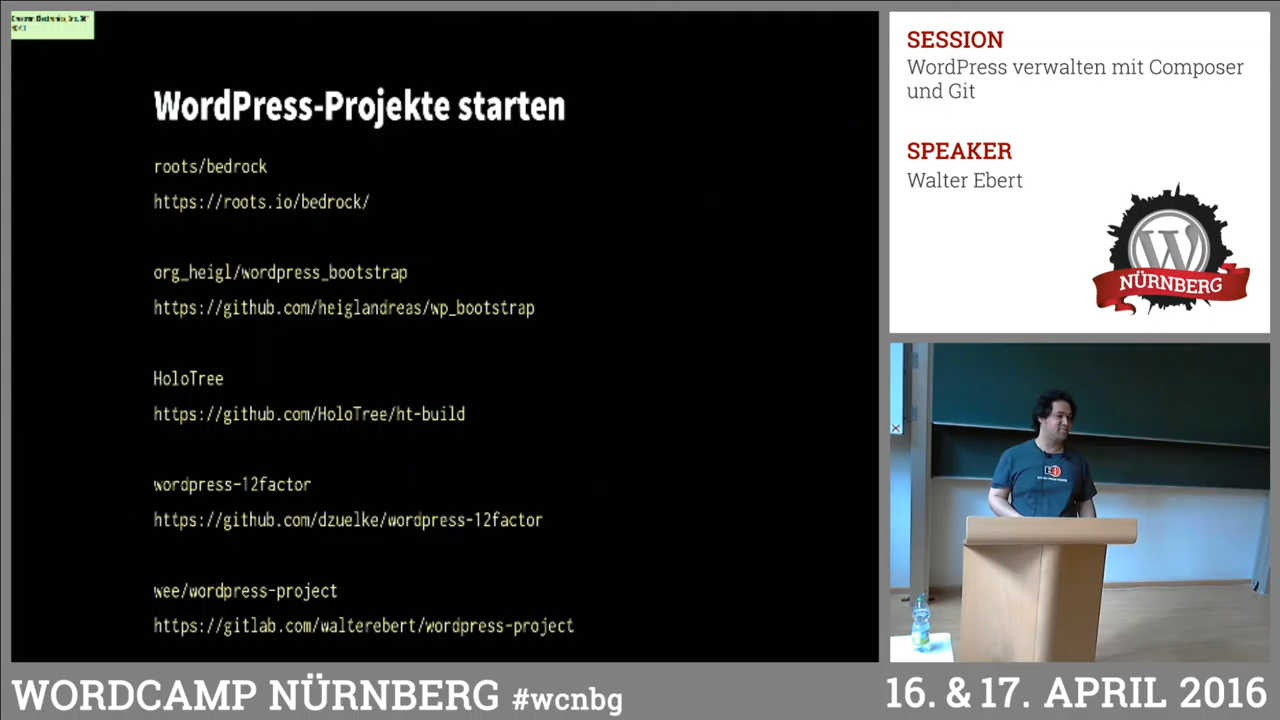 WordPress-Projekte starten
roots/bedrock
https://roots.io/bedrock/
org_heigl/wordpress_bootstrap
https://github.com/heiglandreas/wp_bootstrap
HoloTree
https://github.com/HoloTree/ht-build
wordpress-12factor
https://github.com/dzuelke/wordpress-12factor
wee/wordpress-project
https://gitlab.com/walterebert/wordpress-project
SESSION
WordPress verwalten mit Composer
und Git
SPEAKER
Walter Ebert
W
NÜRNBERG
WORDCAMP NÜRNBERG #wcnbg
16. & 17. APRIL 2016